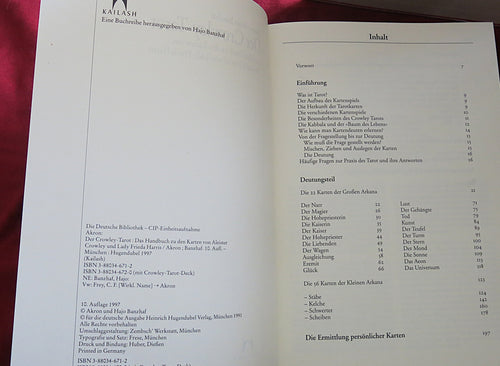 KAILASH
Eine Buchreihe herausgegeben von Hajo Banzhaf
Die Deutsche Bibliothek – CIP-Einheitsaufnahme
Akron:
Der Crowley-Tarot : Das Handbuch zu den Karten von Aleister
Crowley und Lady Frieda Harris / Akron ; Banzhaf. 10. Aufl. –
München : Hugendubel 1997
(Kailash)
ISBN 3-88034-671-2
ISBN 3-88034-672-0 (mit Crowley-Tarot-Deck)
NE: Banzhaf, Hajo:
Vw: Frey, C. F. [Wirkl. Name] → Akron
10. Auflage 1997
© Akron und Hajo Banzhaf
© für die deutsche Ausgabe Heinrich Hugendubel Verlag, München 1991
Alle Rechte vorbehalten
Umschlaggestaltung: Zembsch' Werkstatt, München
Typografie und Satz: Frese, München
Druck und Bindung: Huber, Dießen
Printed in Germany
ISBN 3-88034-671-2
Inhalt
Vorwort 7
Einführung
Was ist Tarot? 9
Der Aufbau des Kartenspiels 9
Die Herkunft der Tarotkarten 9
Die verschiedenen Kartenspiele 10
Die Besonderheiten des Crowley Tarots 11
Die Kabbala und der »Baum des Lebens« 12
Wie kann man Kartendeuten erlernen? 14
Von der Fragestellung bis zur Deutung 15
Wie muß die Frage gestellt werden? 15
Mischen, Ziehen und Auslegen der Karten 15
Die Deutung 16
Häufige Fragen zur Praxis des Tarot und ihre Antworten 16
Deutungsteil
Die 22 Karten der Großen Arkana 21
Der Narr 22 Lust 71
Der Magier 26 Der Gehängte 75
Die Hohepriesterin 30 Tod 79
Die Kaiserin Kunst
Der Kaiser Der Teufel 89
Der Hohepriester 44 Der Turm 95
Die Liebenden 49 Der Stern 100
Der Wagen Der Mond 104
Ausgleichung 58 Die Sonne
Eremit 62 Das Aeon
Glück 66 Das Universum
Die 56 Karten der Kleinen Arkana 123
– Stäbe
– Kelche
– Schwerter
– Scheiben
Die Ermittlung persönlicher Karten 197